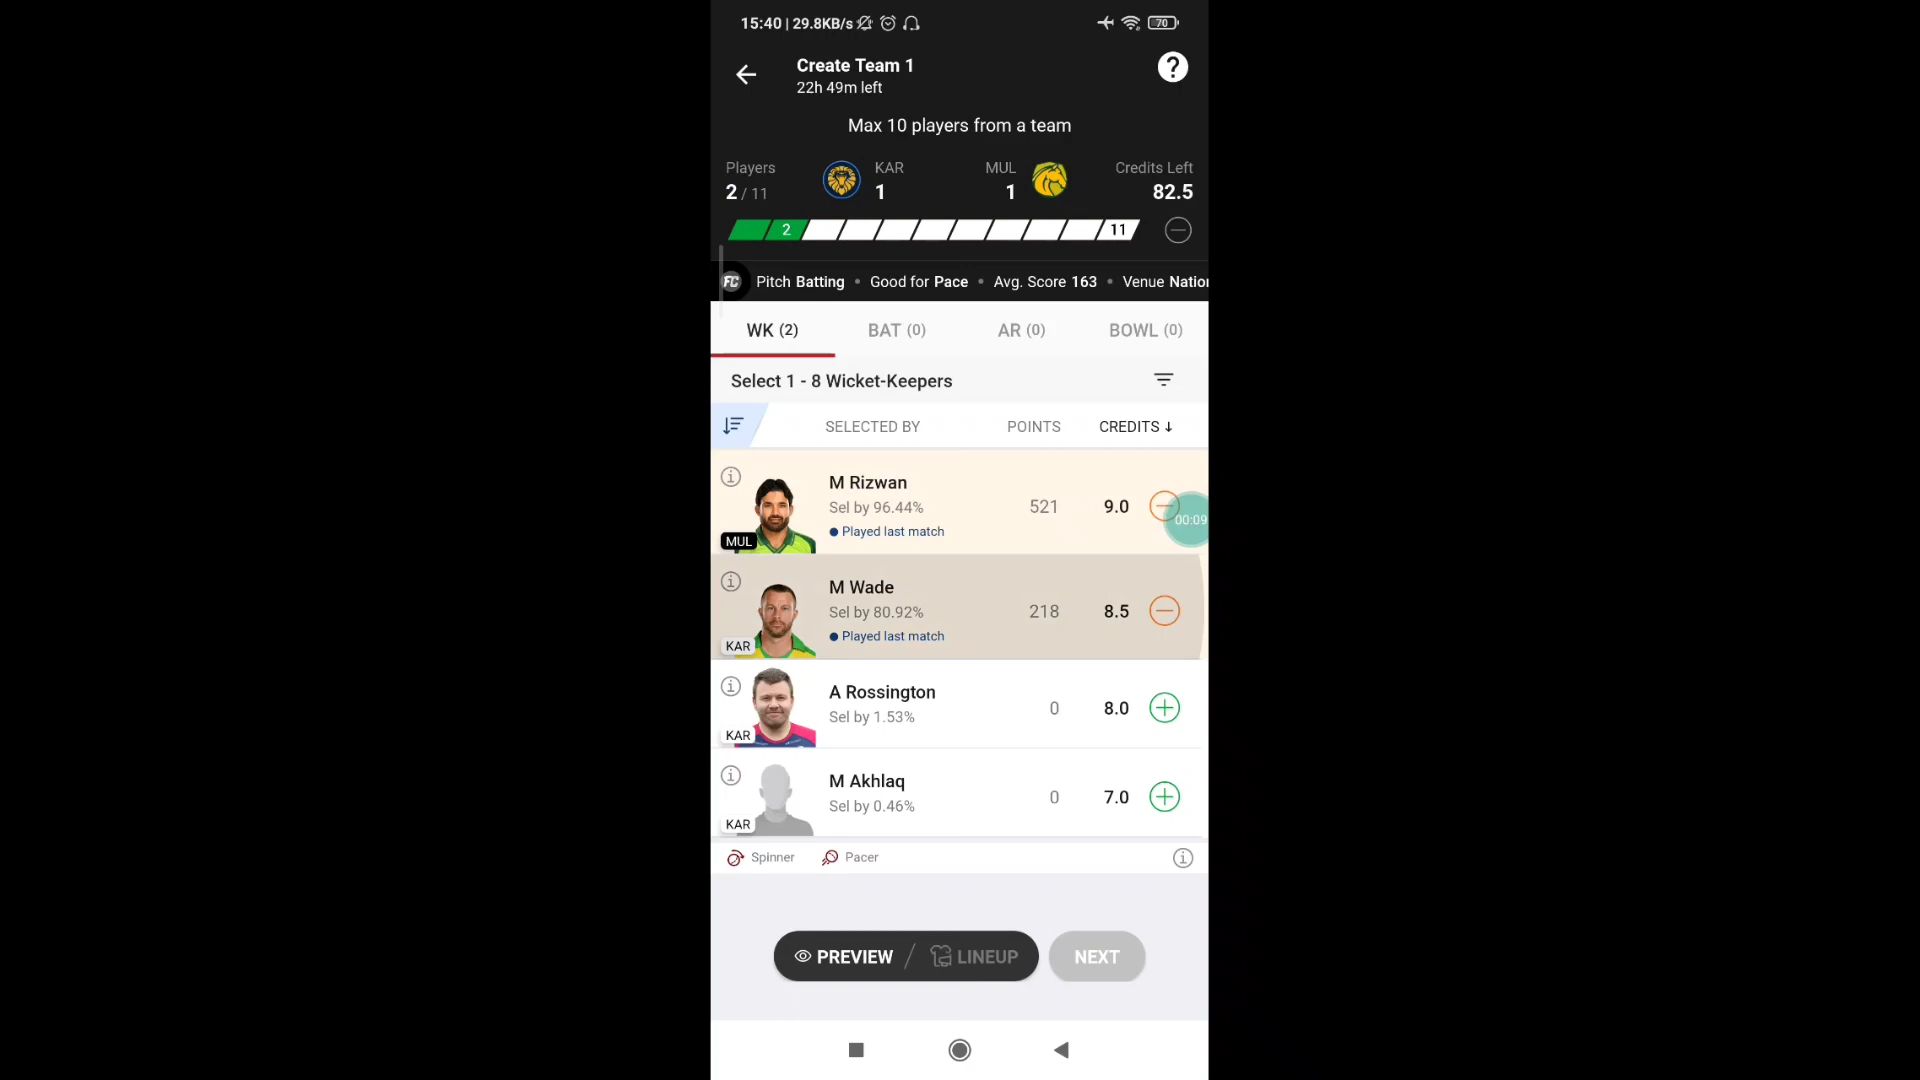 15:40 | 29.8KB/s 70
Create Team 1
22h 49m left
Max 10 players from a team
Players KAR MUL Credits Left
2 / 11 1 1 82.5
2 11
FC Pitch Batting • Good for Pace • Avg. Score 163 • Venue Natio
WK (2) BAT (0) AR (0) BOWL (0)
Select 1 - 8 Wicket-Keepers
SELECTED BY POINTS CREDITS ↓
M Rizwan
Sel by 96.44% 521 9.0
Played last match
MUL
00:09
M Wade
Sel by 80.92% 218 8.5
Played last match
KAR
A Rossington
Sel by 1.53% 0 8.0
KAR
M Akhlaq
Sel by 0.46% 0 7.0
KAR
Spinner Pacer
PREVIEW / LINEUP NEXT